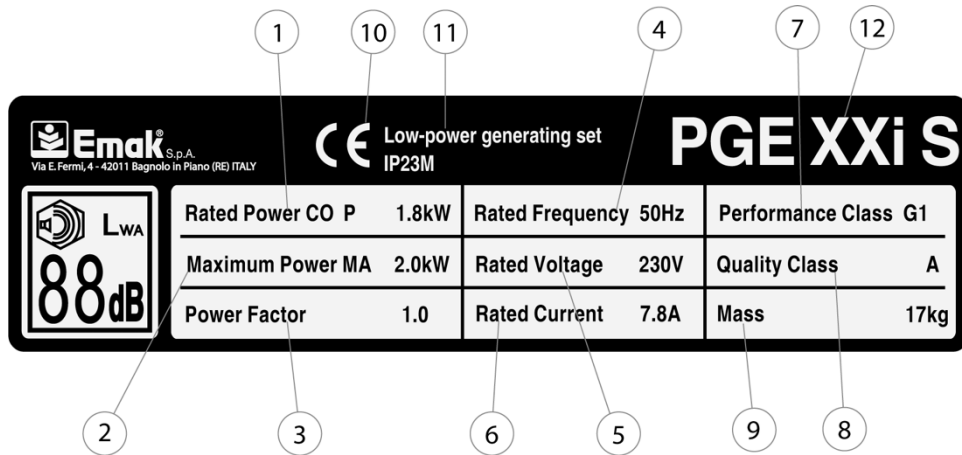 1 10 11 4 7 12
Emak® S.p.A.
Via E. Fermi, 4 - 42011 Bagnolo in Piano (RE) ITALY
CE
Low-power generating set
IP23M
PGE XXi S
LWA
88dB
Rated Power CO P 1.8kW Rated Frequency 50Hz Performance Class G1
Maximum Power MA 2.0kW Rated Voltage 230V Quality Class A
Power Factor 1.0 Rated Current 7.8A Mass 17kg
2 3 6 5 9 8